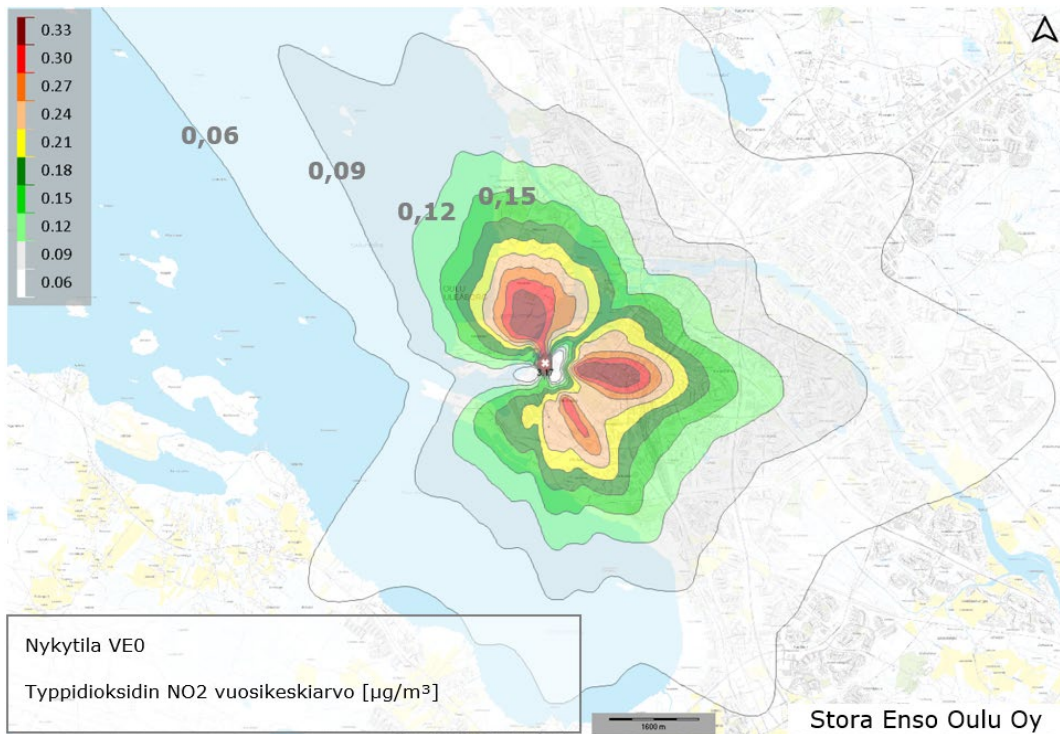 0.33
0.30
0.27
0.24
0.21
0.18
0.15
0.12
0.09
0.06
0,06
0,09
0,12
0,15
OULU
ULEÅBORG
Nykytila VE0
Typpidioksidin NO2 vuosikeskiarvo [µg/m³]
1600 m
Stora Enso Oulu Oy